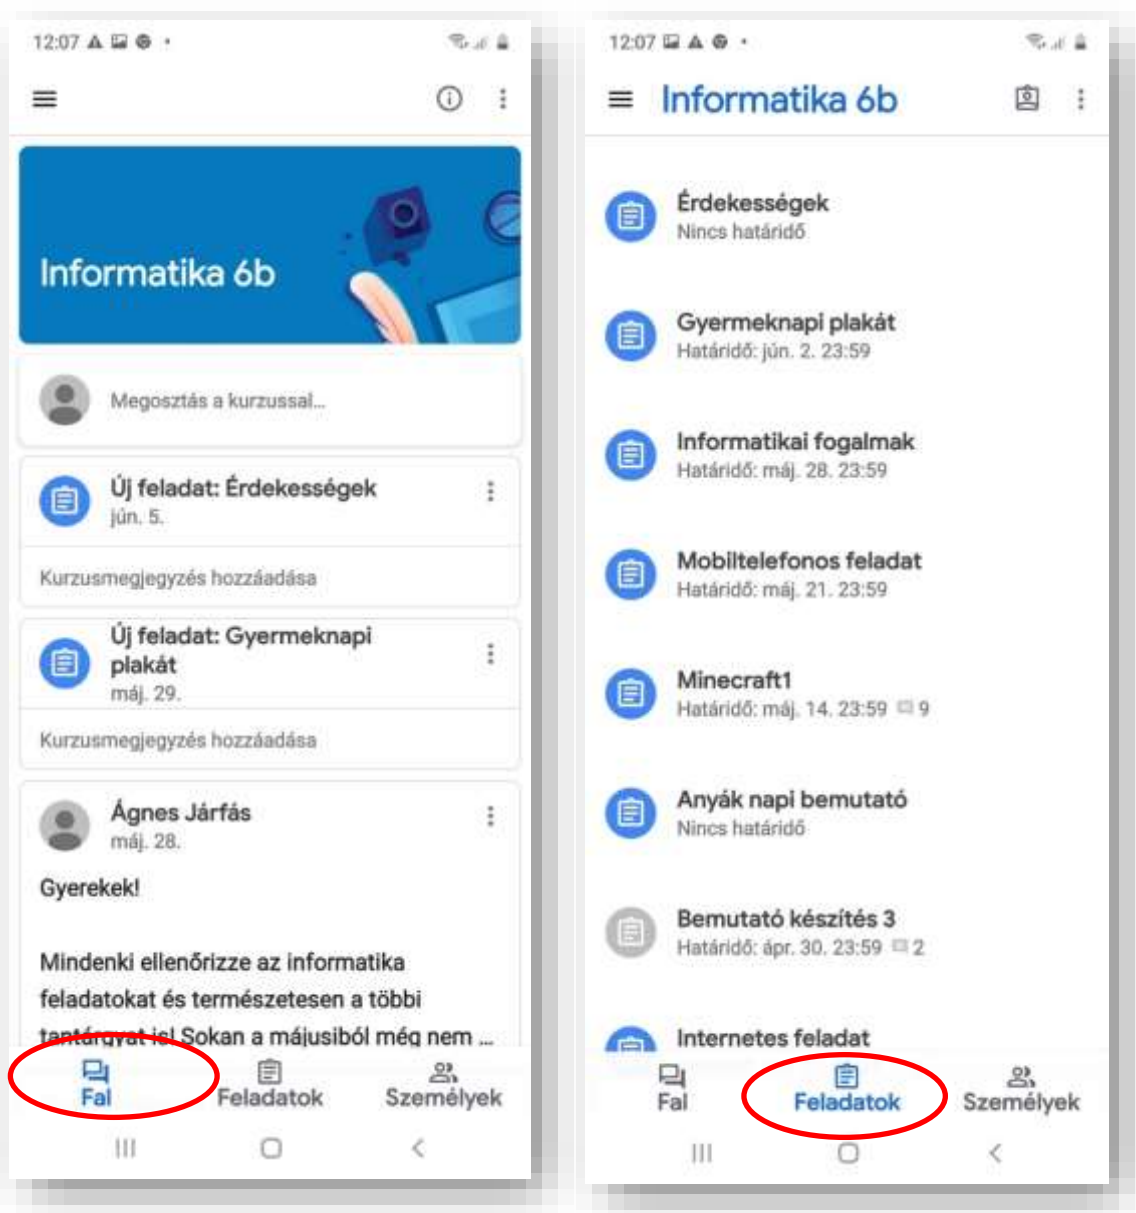 12:07
Informatika 6b
Megosztás a kurzussal...
Új feladat: Érdekességek
jún. 5.
Kurzusmegjegyzés hozzáadása
Új feladat: Gyermeknapi
plakát
máj. 29.
Kurzusmegjegyzés hozzáadása
Ágnes Járfás
máj. 28.
Gyerekek!
Mindenki ellenőrizze az informatika
feladatokat és természetesen a többi
tantárgyat is! Sokan a májusiból még nem ...
Fal
Feladatok
Személyek
12:07
Informatika 6b
Érdekességek
Nincs határidő
Gyermeknapi plakát
Határidő: jún. 2. 23:59
Informatikai fogalmak
Határidő: máj. 28. 23:59
Mobiltelefonos feladat
Határidő: máj. 21. 23:59
Minecraft1
Határidő: máj. 14. 23:59 9
Anyák napi bemutató
Nincs határidő
Bemutató készítés 3
Határidő: ápr. 30. 23:59 2
Internetes feladat
Fal
Feladatok
Személyek